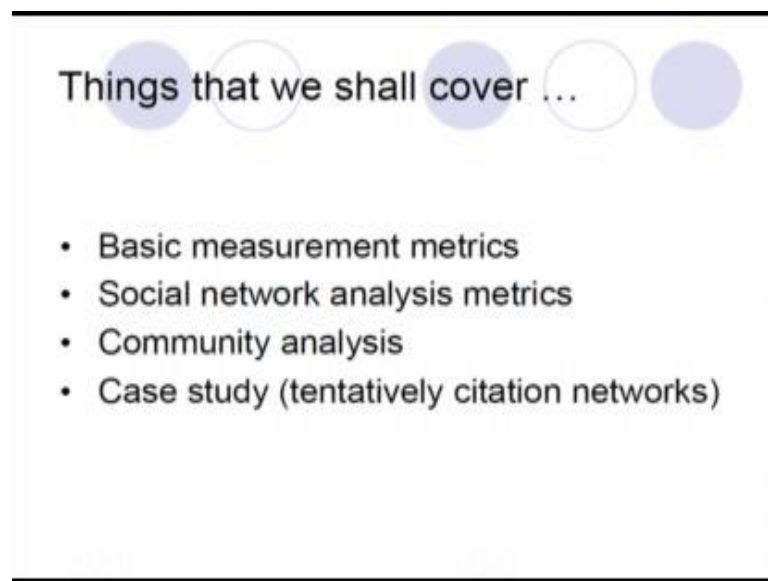 Things that we shall cover ...
• Basic measurement metrics
• Social network analysis metrics
• Community analysis
• Case study (tentatively citation networks)